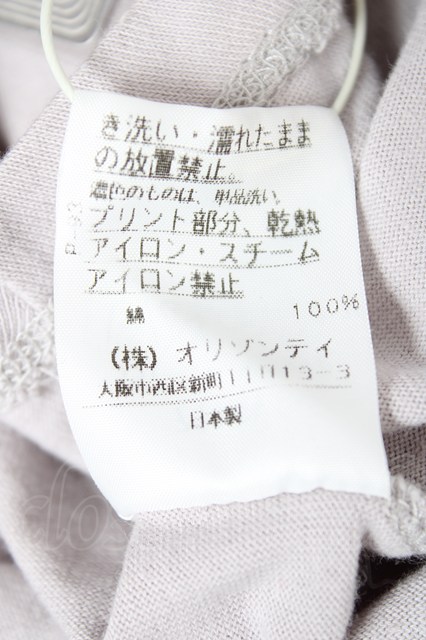 き洗い・濡れたまま
の放置禁止。
濃色のものは、単品洗い。
プリント部分、乾熱
アイロン・スチーム
アイロン禁止
綿 100%
(株) オリゾンティ
日本製